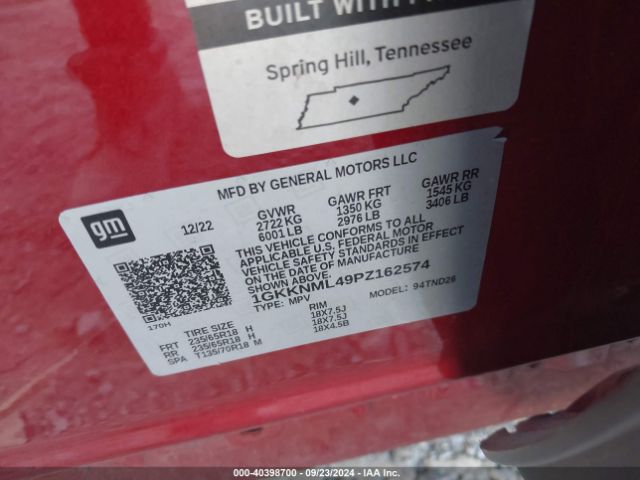 BUILT WITH
Spring Hill, Tennessee
MFD BY GENERAL MOTORS LLC
gm
12/22
GVWR GAWR FRT GAWR RR
2722 KG 1350 KG 1545 KG
6001 LB 2976 LB 3406 LB
THIS VEHICLE CONFORMS TO ALL
APPLICABLE U.S. FEDERAL MOTOR
VEHICLE SAFETY STANDARDS IN EFFECT
ON THE DATE OF MANUFACTURE
SHOWN ABOVE.
1GKKNML49PZ162574
TYPE: MPV MODEL: 94TND26
170H
TIRE SIZE RIM
FRT 235/65R18 H 18X7.5J
RR 235/65R18 H 18X7.5J
SPA T135/70R18 M 18X4.5B
000-40398700 - 09/23/2024 - IAA Inc.